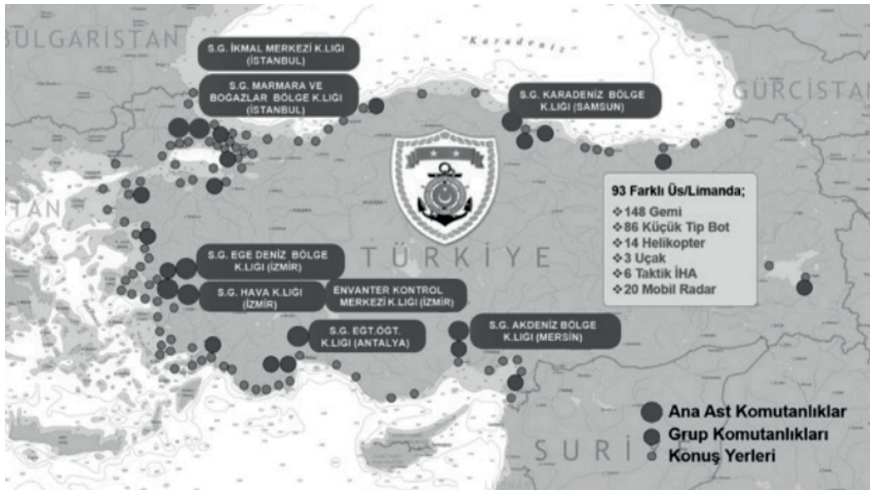 BULGARİSTAN
S.G. İKMAL MERKEZİ K.LIĞI
(İSTANBUL)
"Karadeniz"
S.G. MARMARA VE
BOĞAZLAR BÖLGE K.LIĞI
(İSTANBUL)
S.G. KARADENİZ BÖLGE
K.LIĞI (SAMSUN)
GÜRCİSTAN
93 Farklı Üs/Limanda;
❖148 Gemi
❖86 Küçük Tip Bot
❖14 Helikopter
❖3 Uçak
❖6 Taktik İHA
❖20 Mobil Radar
TÜRKİYE
S.G. EGE DENİZ BÖLGE
K.LIĞI (İZMİR)
S.G. HAVA K.LIĞI
(İZMİR)
ENVANTER KONTROL
MERKEZİ K.LIĞI (İZMİR)
S.G. EGT.ÖGT.
K.LIĞI (ANTALYA)
S.G. AKDENİZ BÖLGE
K.LIĞI (MERSİN)
Ana Ast Komutanlıklar
Grup Komutanlıkları
Konuş Yerleri